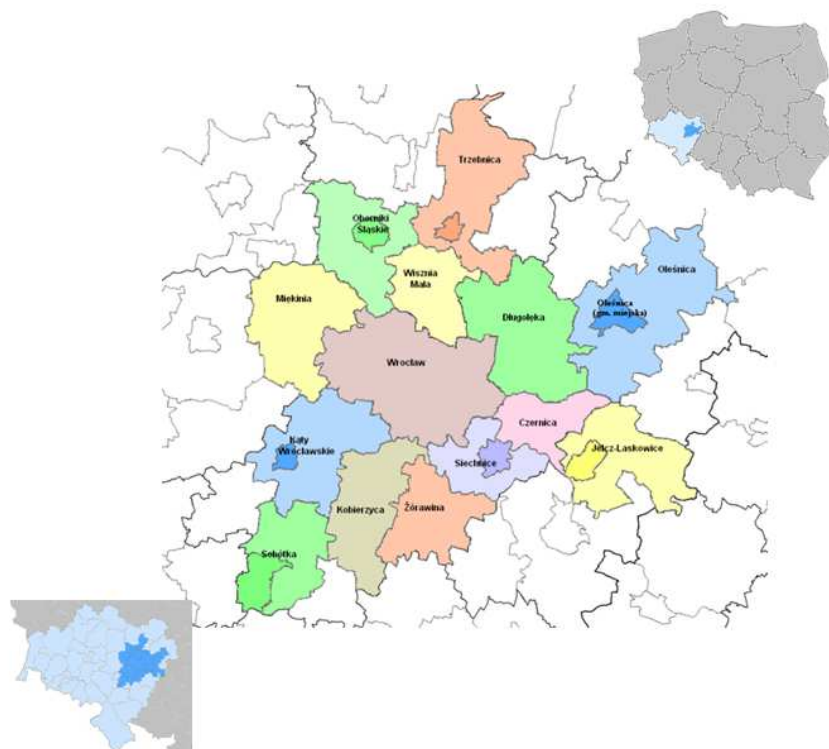 Trzebnica
Oborniki
Śląskie
Wisznia
Mała
Oleśnica
Miękinia
Oleśnica
(gm. miejska)
Długołęka
Wrocław
Czernica
Kąty
Wrocławskie
Siechnice
Jelcz-Laskowice
Kobierzyca
Żórawina
Sobótka